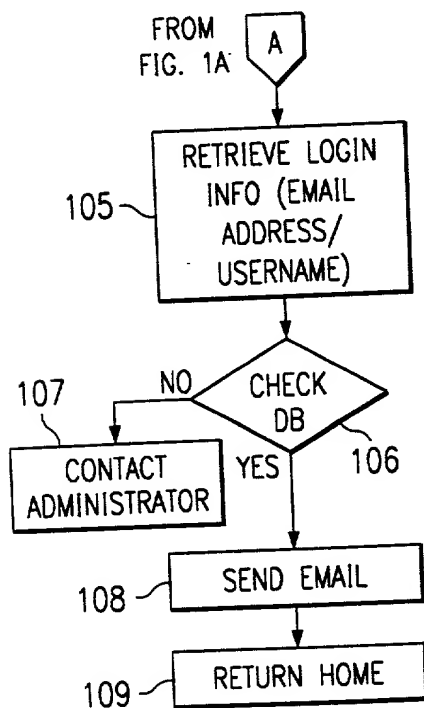 FROM
FIG. 1A
A
RETRIEVE LOGIN
INFO (EMAIL
ADDRESS/
USERNAME)
105
CHECK
DB
106
NO
YES
107
CONTACT
ADMINISTRATOR
SEND EMAIL
108
RETURN HOME
109